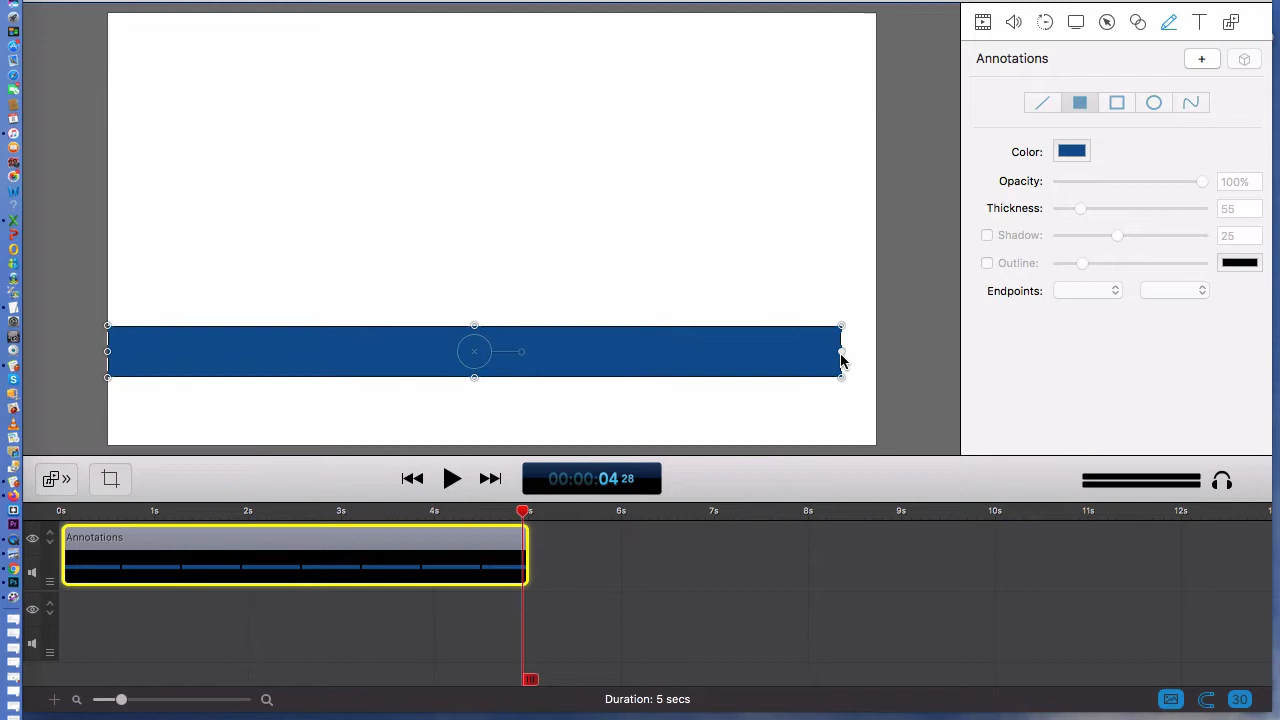 Annotations
+
Color:
Opacity:
100%
Thickness:
55
Shadow:
25
Outline:
Endpoints:
00:00:04 28
0s 1s 2s 3s 4s s 6s 7s 8s 9s 10s 11s 12s 1
Annotations
Duration: 5 secs
30